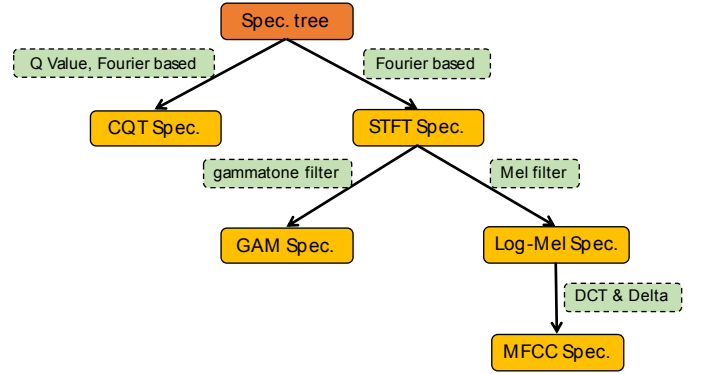 Spec. tree
Q Value, Fourier based
Fourier based
CQT Spec.
STFT Spec.
gammatone filter
Mel filter
GAM Spec.
Log-Mel Spec.
DCT & Delta
MFCC Spec.